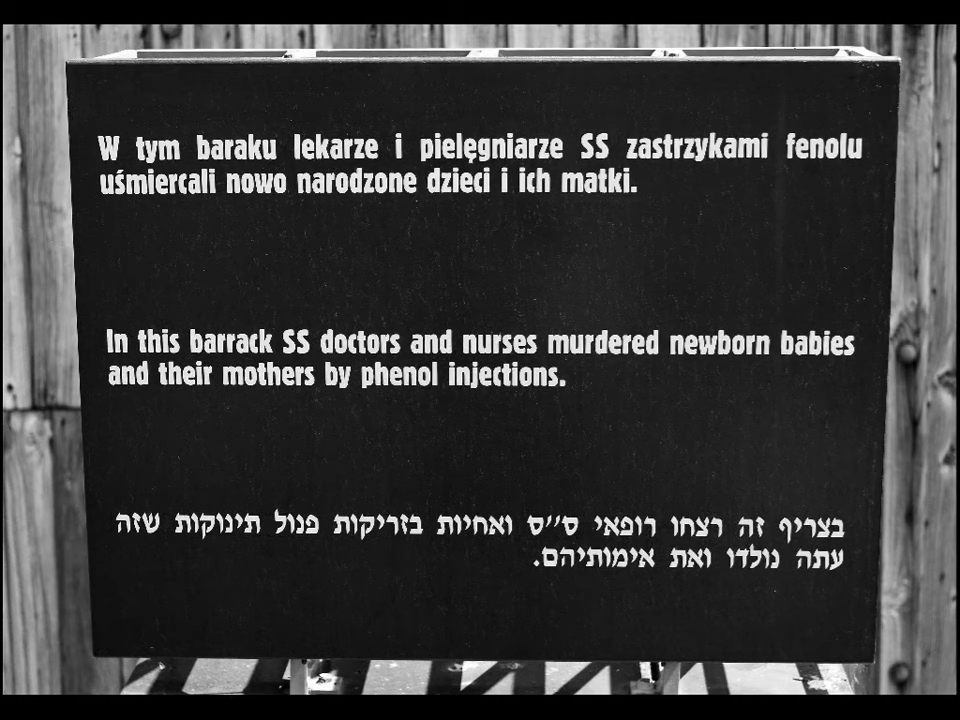 W tym baraku lekarze i pielęgniarze SS zastrzykami fenolu
uśmiercali nowo narodzone dzieci i ich matki.
In this barrack SS doctors and nurses murdered newborn babies
and their mothers by phenol injections.
בצריף זה רצחו רופאי ס״ס ואחיות בזריקות פנול תינוקות שזה
עתה נולדו ואת אימותיהם.